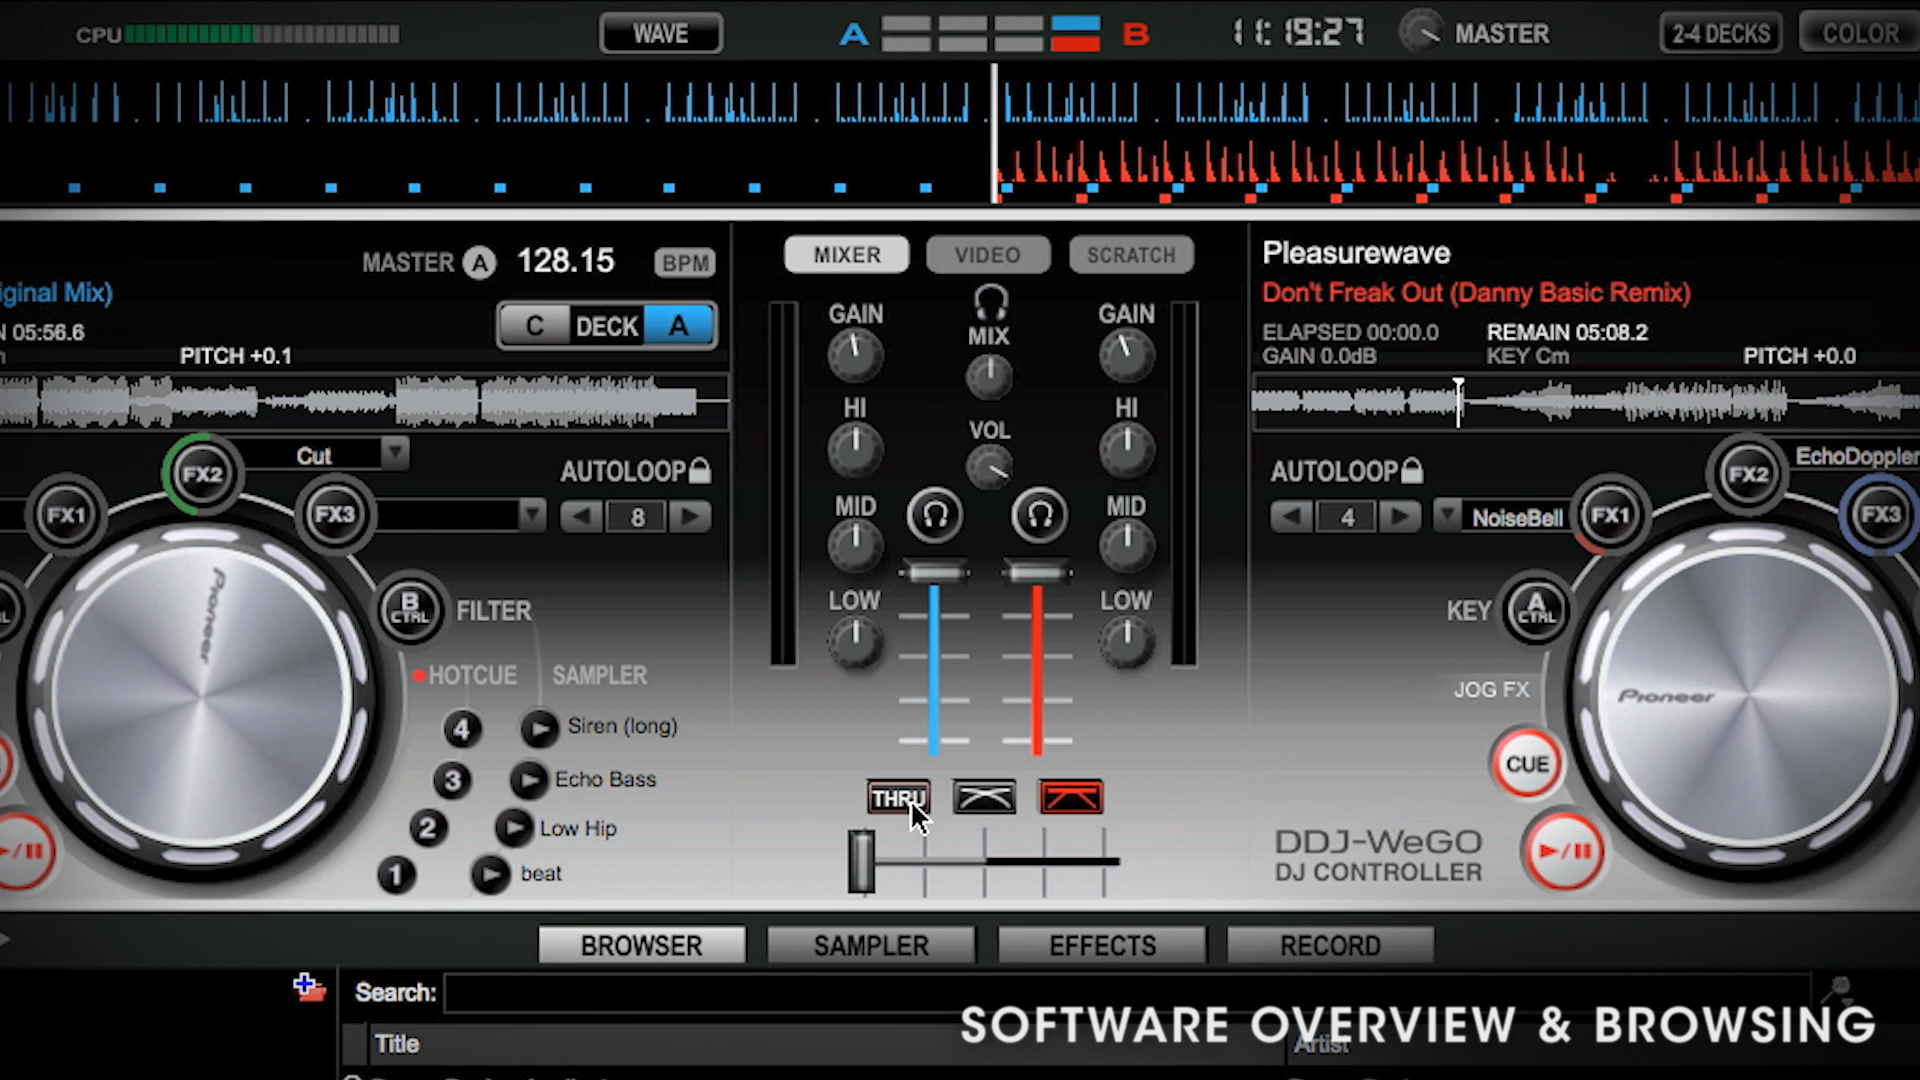 CPU WAVE A B 11:19:27 MASTER 2-4 DECKS COLOR
MASTER A 128.15 BPM
iginal Mix)
C DECK A
05:56.6
PITCH +0.1
Cut
FX1 FX2 FX3
AUTOLOOP
8
B CTRL FILTER
HOTCUE SAMPLER
4 Siren (long)
3 Echo Bass
2 Low Hip
1 beat
Pioneer
MIXER VIDEO SCRATCH
GAIN MIX GAIN
HI VOL HI
MID MID
LOW LOW
THRU
Pleasurewave
Don't Freak Out (Danny Basic Remix)
ELAPSED 00:00.0 REMAIN 05:08.2
GAIN 0.0dB KEY Cm PITCH +0.0
AUTOLOOP
4
NoiseBell FX1 FX2 EchoDoppler FX3
KEY A CTRL
JOG FX
Pioneer
CUE
DDJ-WeGO
DJ CONTROLLER
BROWSER SAMPLER EFFECTS RECORD
Search:
SOFTWARE OVERVIEW & BROWSING
Title Artist